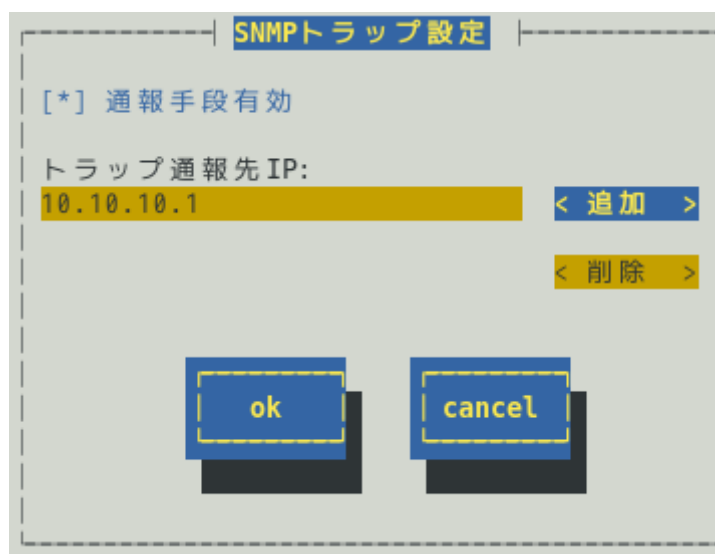 SNMPトラップ設定
[*] 通報手段有効
トラップ通報先IP:
10.10.10.1
< 追加 >
< 削除 >
ok
cancel